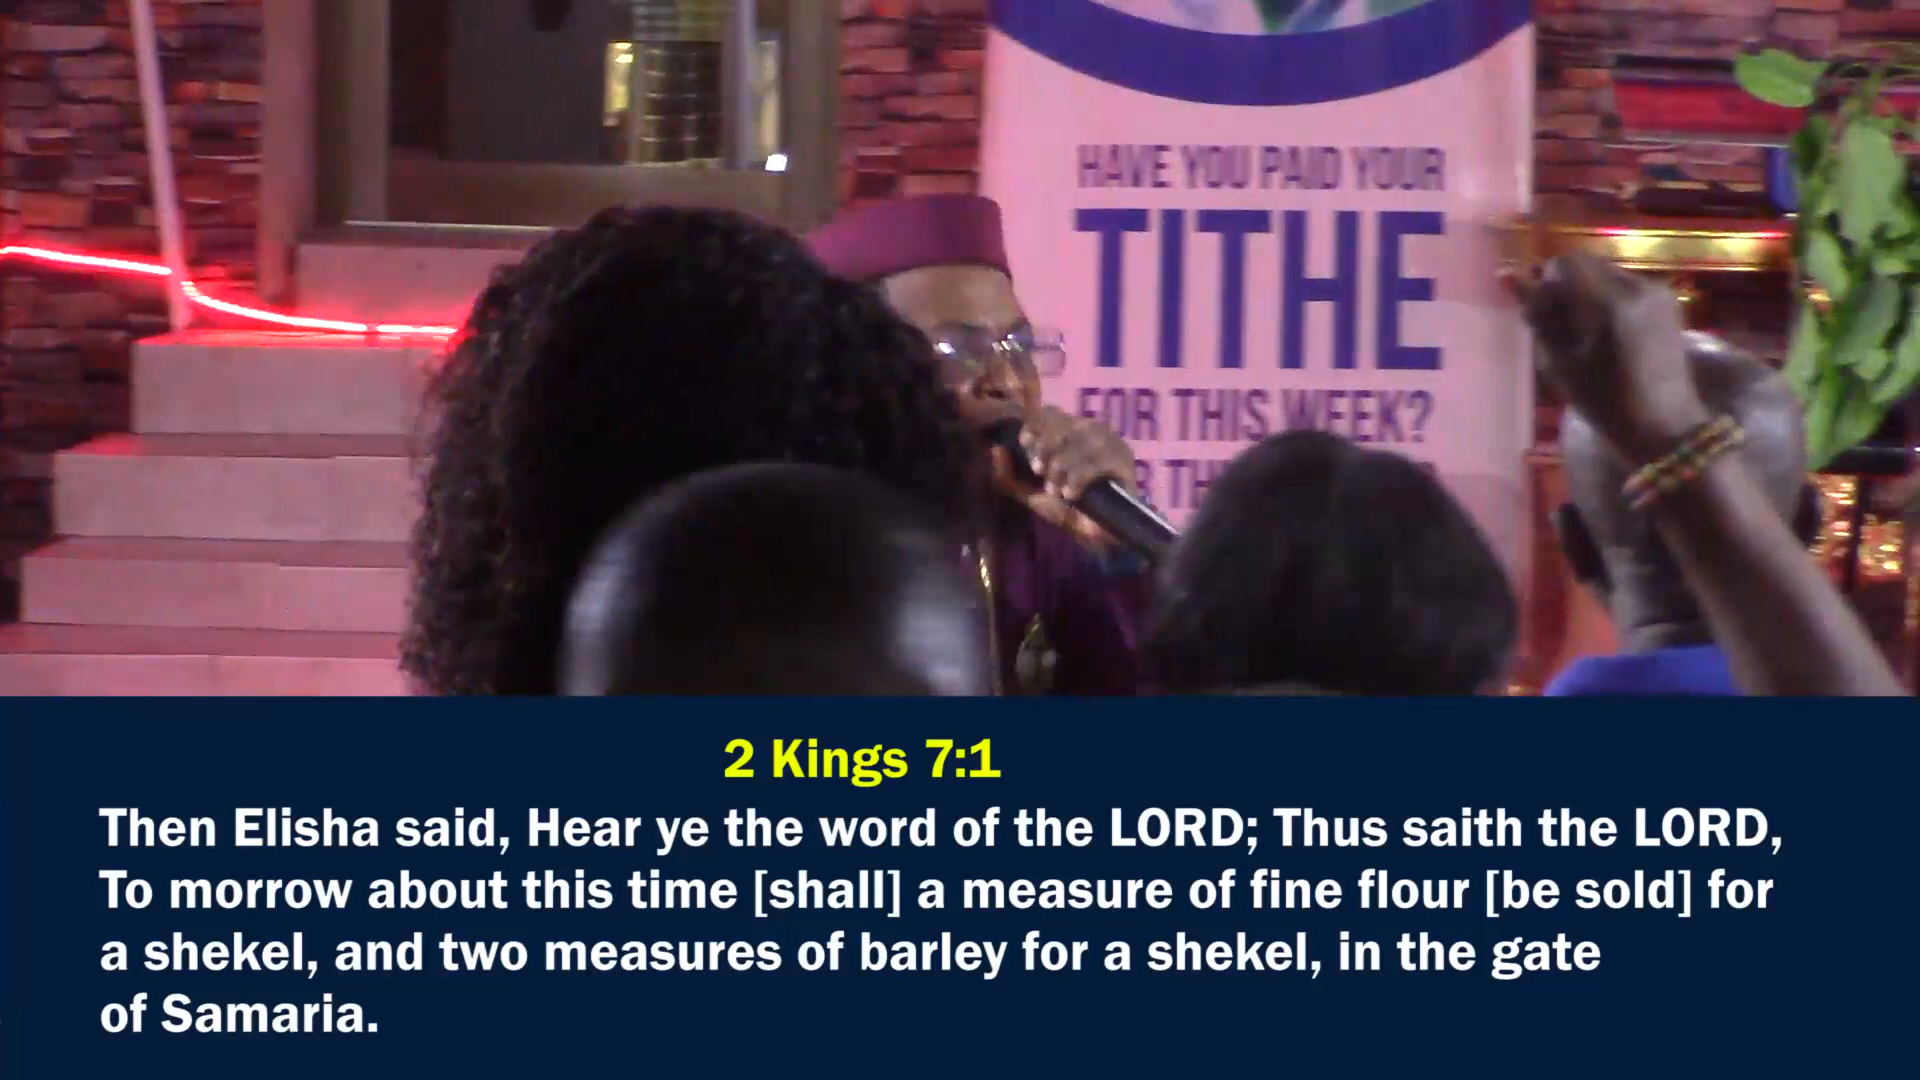 HAVE YOU PAID YOUR
TITHE
FOR THIS WEEK?
2 Kings 7:1
Then Elisha said, Hear ye the word of the LORD; Thus saith the LORD,
To morrow about this time [shall] a measure of fine flour [be sold] for
a shekel, and two measures of barley for a shekel, in the gate
of Samaria.